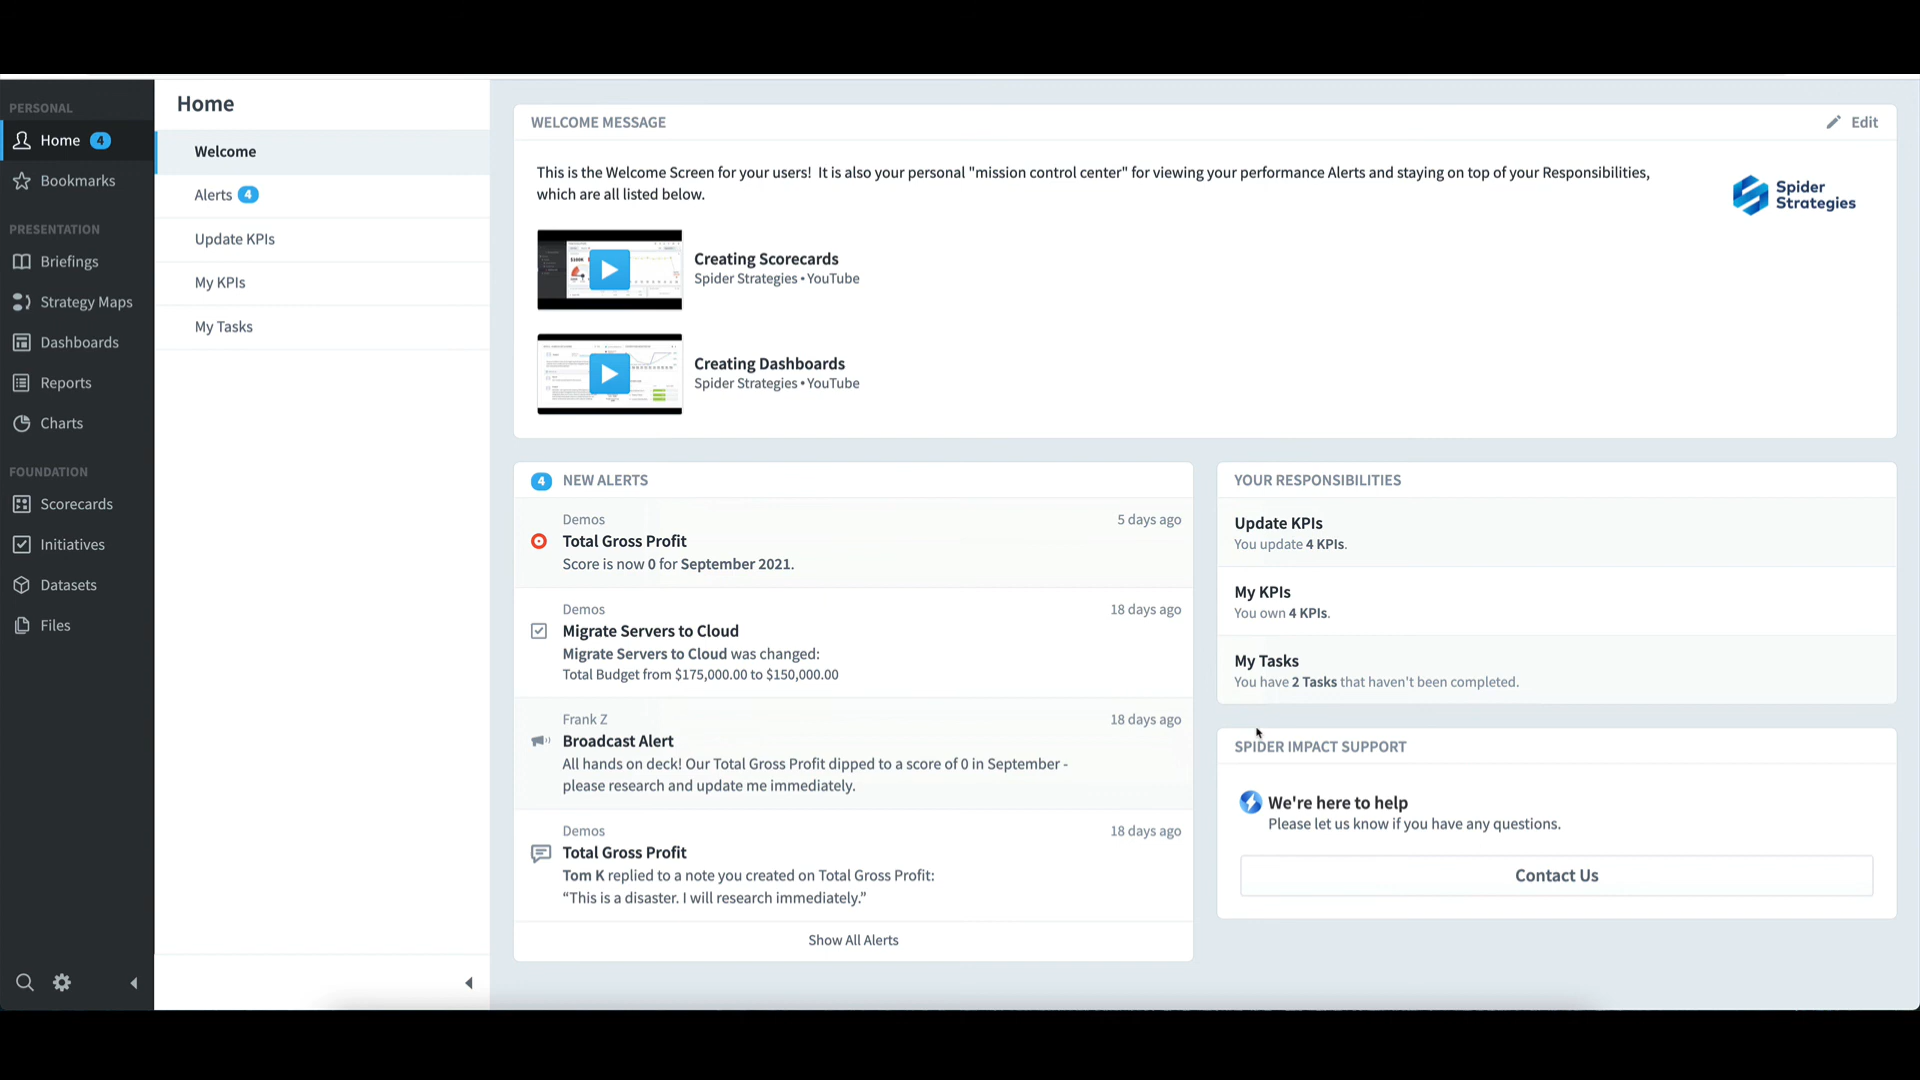 PERSONAL
Home 4
Bookmarks
PRESENTATION
Briefings
Strategy Maps
Dashboards
Reports
Charts
FOUNDATION
Scorecards
Initiatives
Datasets
Files
Home
Welcome
Alerts 4
Update KPIs
My KPIs
My Tasks
WELCOME MESSAGE
Edit
This is the Welcome Screen for your users!  It is also your personal "mission control center" for viewing your performance Alerts and staying on top of your Responsibilities,
which are all listed below.
Spider
Strategies
Creating Scorecards
Spider Strategies • YouTube
Creating Dashboards
Spider Strategies • YouTube
4 NEW ALERTS
Demos 5 days ago
Total Gross Profit
Score is now 0 for September 2021.
Demos 18 days ago
Migrate Servers to Cloud
Migrate Servers to Cloud was changed:
Total Budget from $175,000.00 to $150,000.00
Frank Z 18 days ago
Broadcast Alert
All hands on deck! Our Total Gross Profit dipped to a score of 0 in September -
please research and update me immediately.
Demos 18 days ago
Total Gross Profit
Tom K replied to a note you created on Total Gross Profit:
“This is a disaster. I will research immediately.”
Show All Alerts
YOUR RESPONSIBILITIES
Update KPIs
You update 4 KPIs.
My KPIs
You own 4 KPIs.
My Tasks
You have 2 Tasks that haven't been completed.
SPIDER IMPACT SUPPORT
We're here to help
Please let us know if you have any questions.
Contact Us